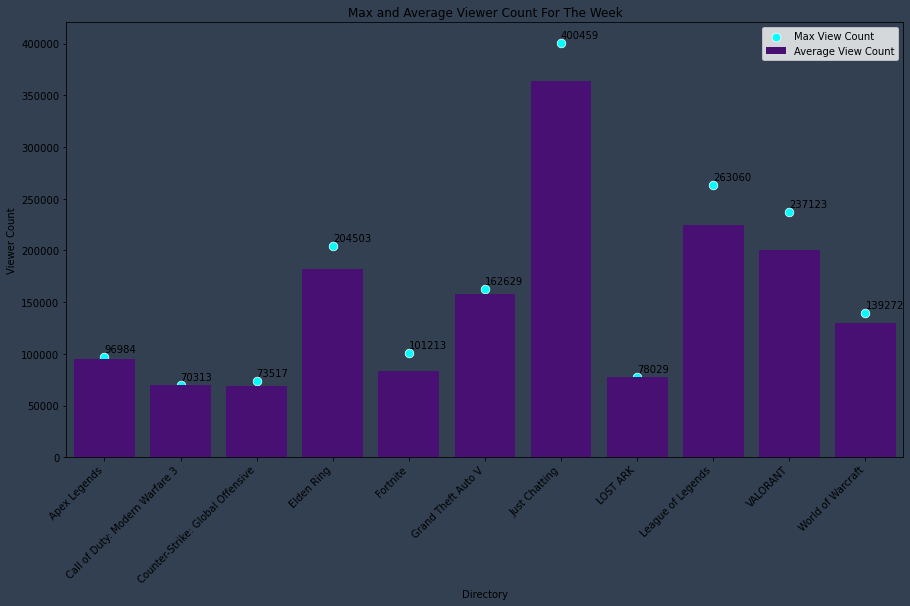 Max and Average Viewer Count For The Week
Max View Count
Average View Count
Viewer Count
400000
350000
300000
250000
200000
150000
100000
50000
0
96984
70313
73517
204503
101213
162629
400459
78029
263060
237123
139272
Apex Legends
Call of Duty: Modern Warfare 3
Counter-Strike: Global Offensive
Elden Ring
Fortnite
Grand Theft Auto V
Just Chatting
LOST ARK
League of Legends
VALORANT
World of Warcraft
Directory